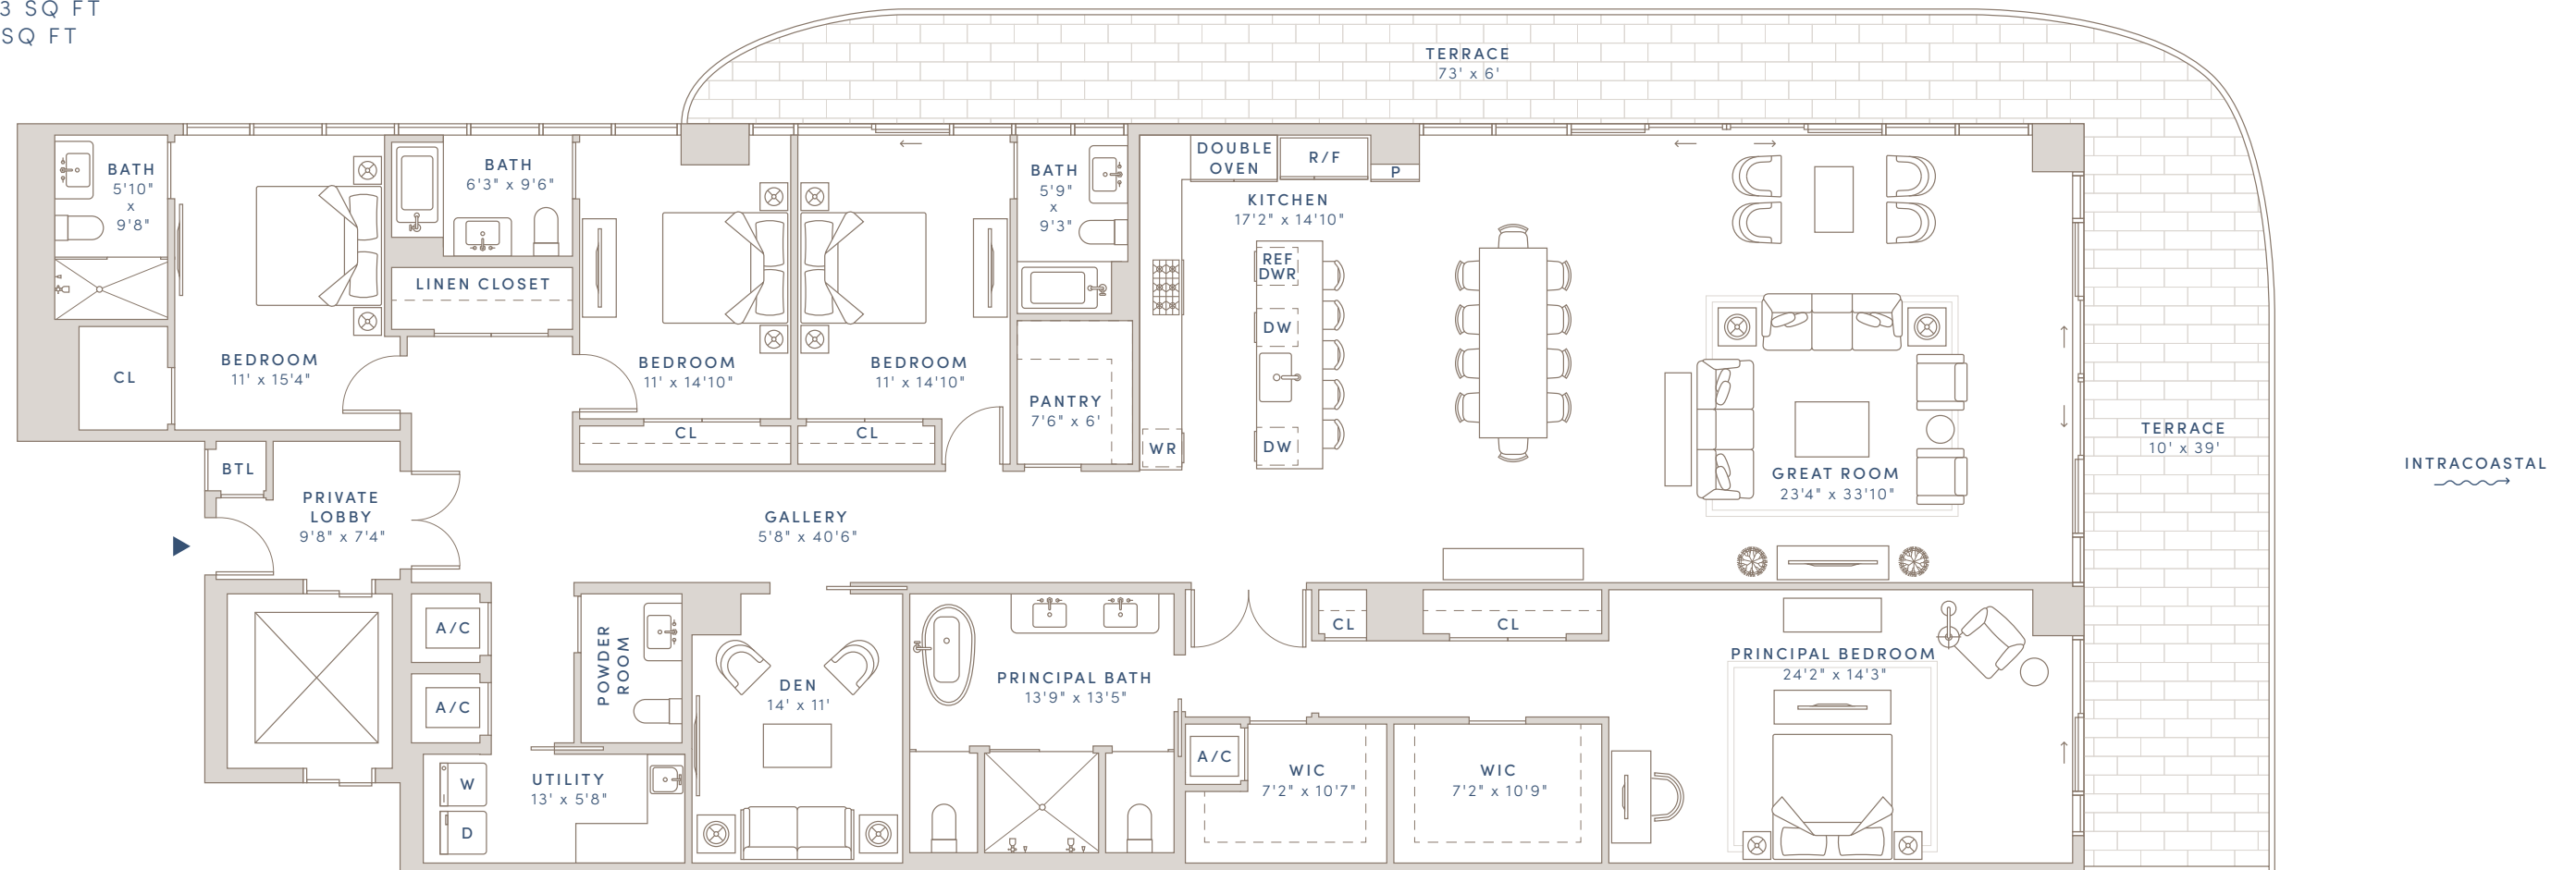 3 SQ FT
SQ FT
TERRACE
73' x 6'
BATH
5'10"
x
9'8"
BATH
6'3" x 9'6"
BATH
5'9"
x
9'3"
DOUBLE
OVEN
R/F
P
KITCHEN
17'2" x 14'10"
REF
DWR
DW
DW
WR
LINEN CLOSET
CL
BEDROOM
11' x 15'4"
BEDROOM
11' x 14'10"
BEDROOM
11' x 14'10"
CL
CL
PANTRY
7'6" x 6'
TERRACE
10' x 39'
INTRACOASTAL
GREAT ROOM
23'4" x 33'10"
BTL
PRIVATE
LOBBY
9'8" x 7'4"
GALLERY
5'8" x 40'6"
A/C
A/C
POWDER
ROOM
DEN
14' x 11'
PRINCIPAL BATH
13'9" x 13'5"
CL
CL
PRINCIPAL BEDROOM
24'2" x 14'3"
W
D
UTILITY
13' x 5'8"
A/C
WIC
7'2" x 10'7"
WIC
7'2" x 10'9"